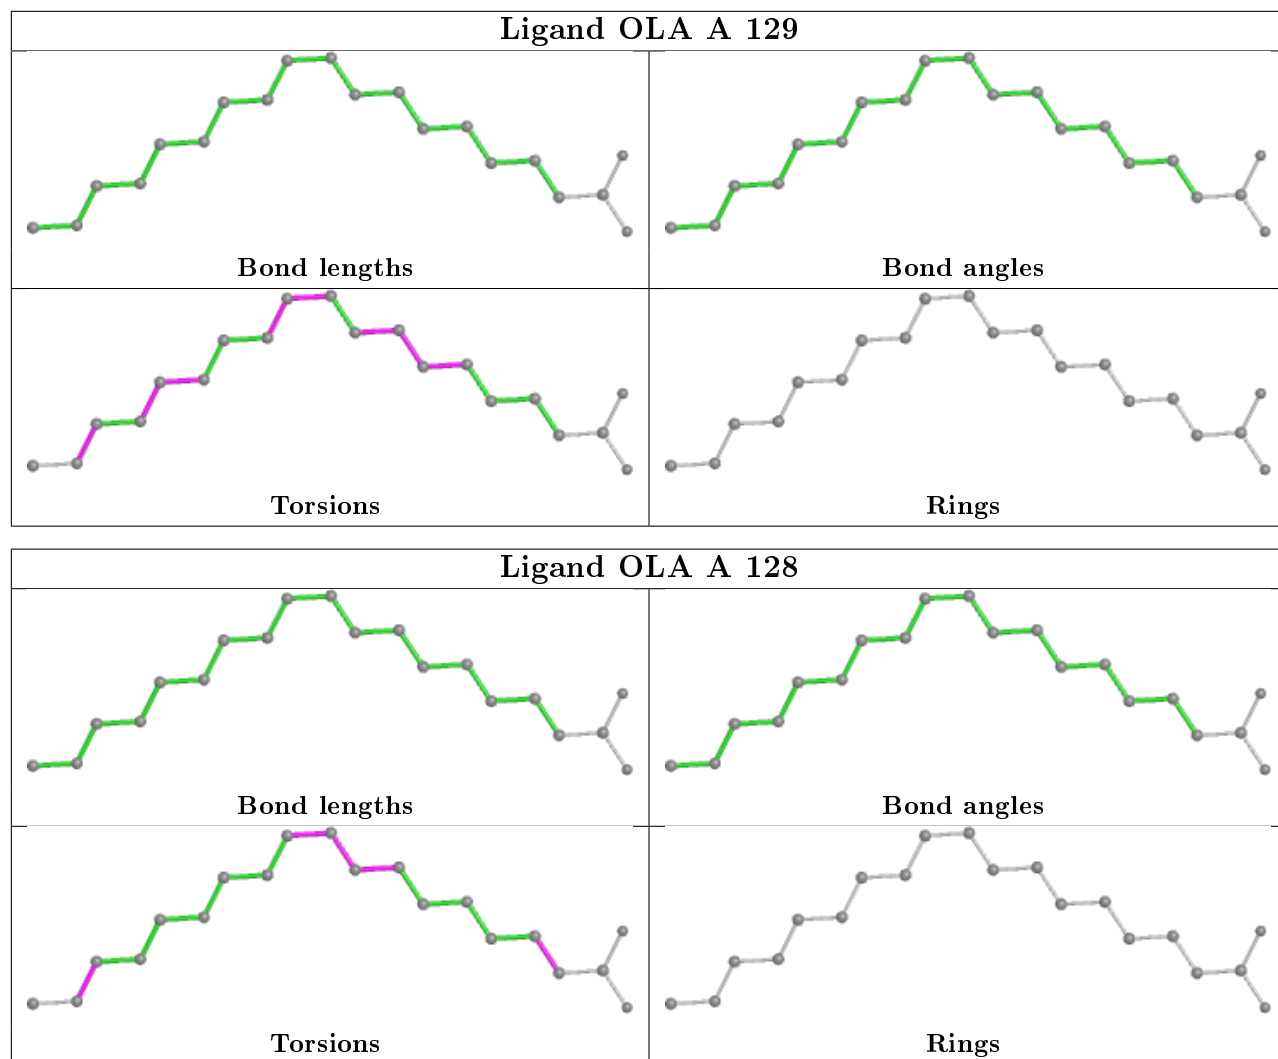 Ligand OLA A 129
Bond lengths
Bond angles
Torsions
Rings
Ligand OLA A 128
Bond lengths
Bond angles
Torsions
Rings